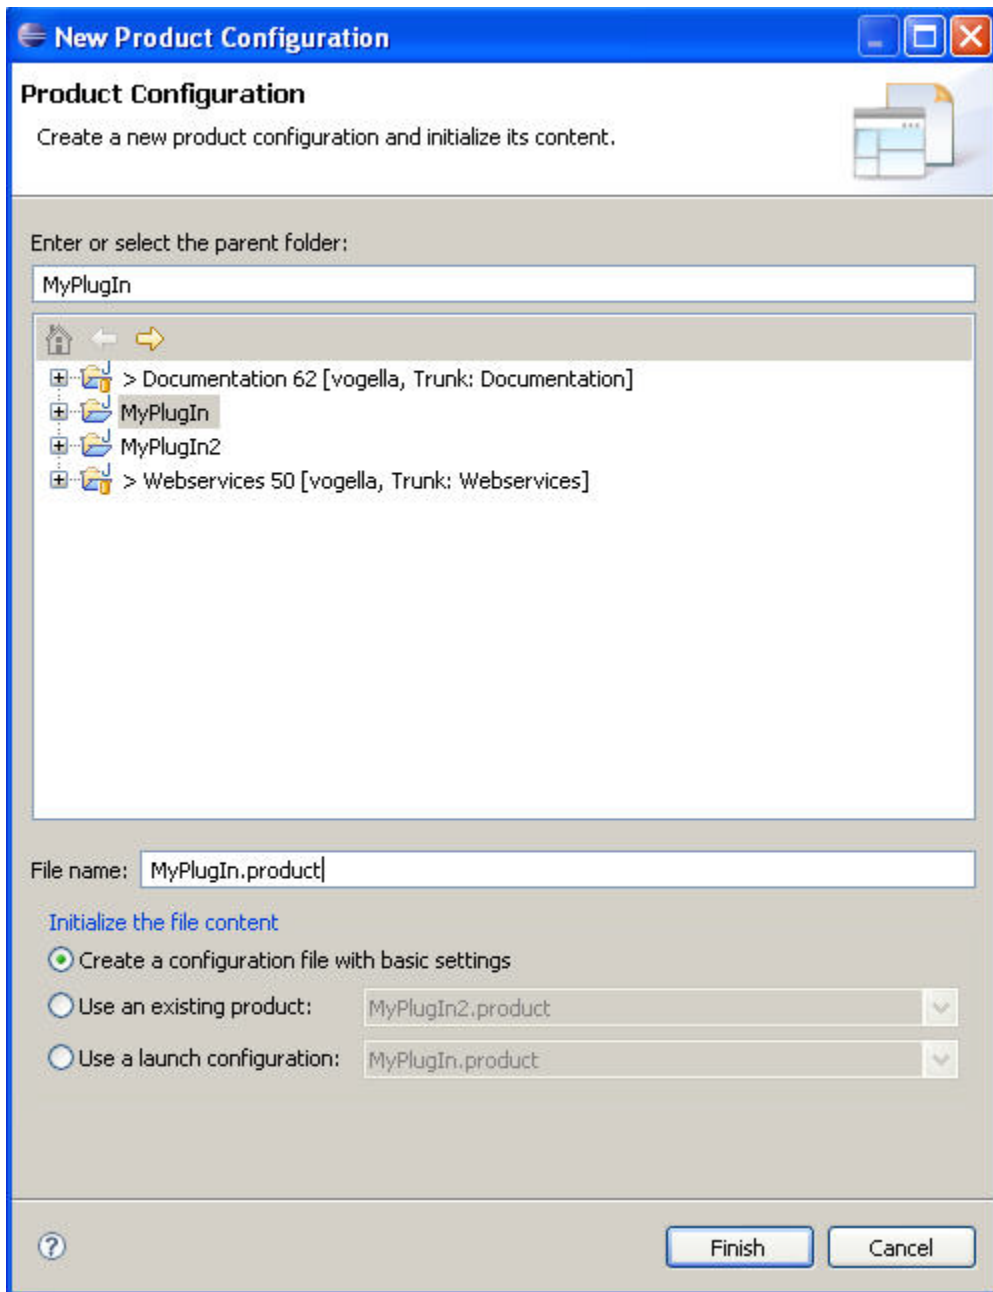 New Product Configuration
Product Configuration
Create a new product configuration and initialize its content.
Enter or select the parent folder:
MyPlugIn
> Documentation 62 [vogella, Trunk: Documentation]
MyPlugIn
MyPlugIn2
> Webservices 50 [vogella, Trunk: Webservices]
File name: MyPlugIn.product
Initialize the file content
Create a configuration file with basic settings
Use an existing product: MyPlugIn2.product
Use a launch configuration: MyPlugIn.product
? Finish Cancel